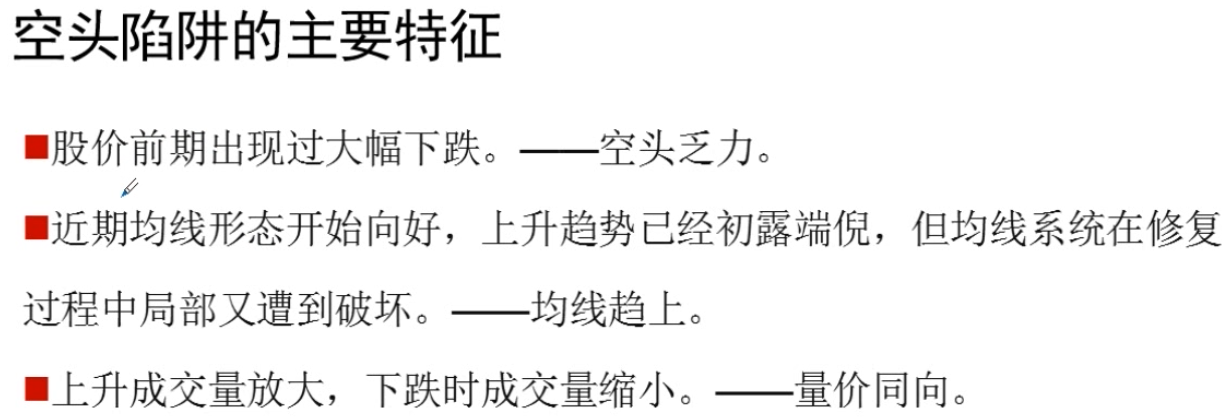 空头陷阱的主要特征
■股价前期出现过大幅下跌。——空头乏力。
■近期均线形态开始向好，上升趋势已经初露端倪，但均线系统在修复
过程中局部又遭到破坏。——均线趋上。
■上升成交量放大，下跌时成交量缩小。——量价同向。